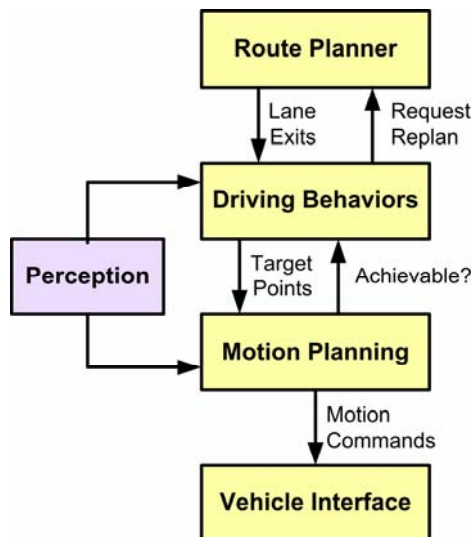 Route Planner
Lane
Exits
Request
Replan
Driving Behaviors
Perception
Target
Points
Achievable?
Motion Planning
Motion
Commands
Vehicle Interface